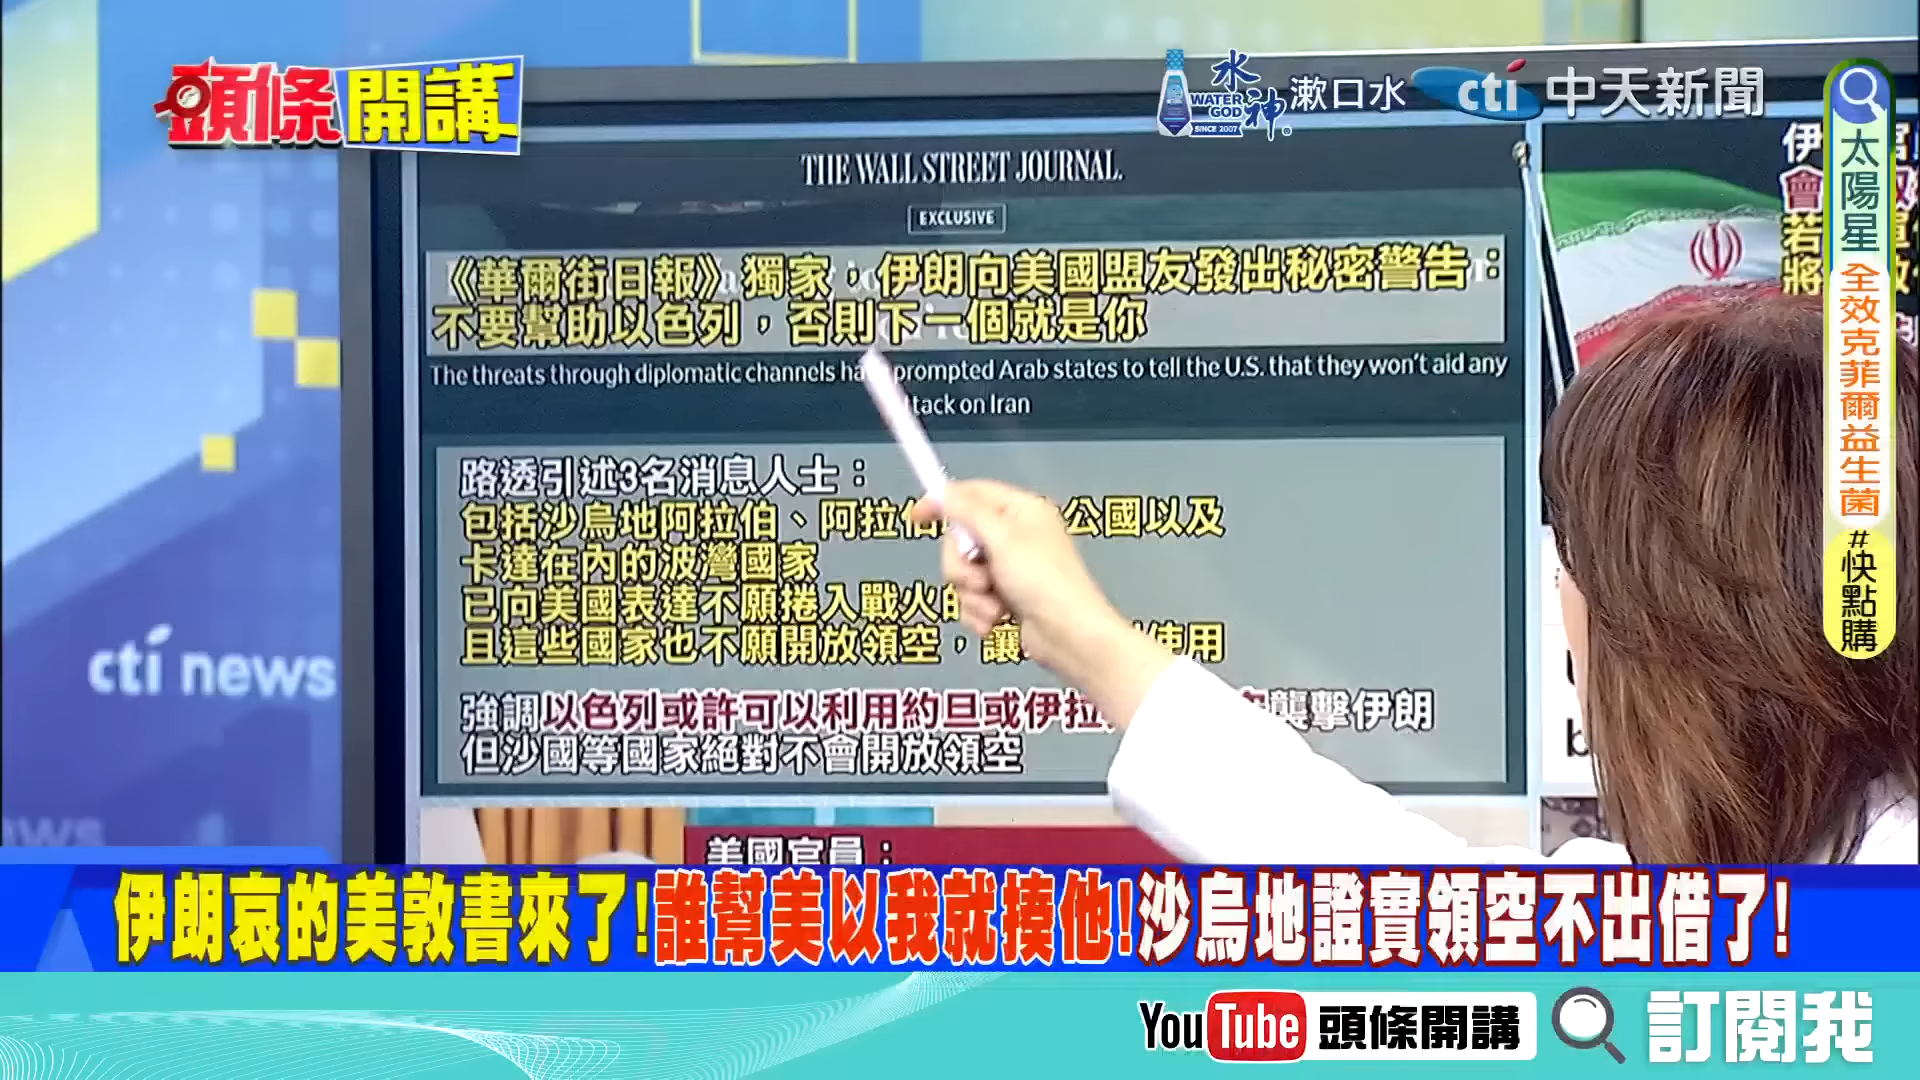 頭條開講
水神
WATER GOD
SINCE 2007
漱口水
cti 中天新聞
THE WALL STREET JOURNAL.
EXCLUSIVE
《華爾街日報》獨家，伊朗向美國盟友發出秘密警告：
不要幫助以色列，否則下一個就是你
The threats through diplomatic channels ha prompted Arab states to tell the U.S. that they won't aid any
tack on Iran
路透引述3名消息人士：
包括沙烏地阿拉伯、阿拉伯 公國以及
卡達在內的波灣國家
已向美國表達不願捲入戰火的
且這些國家也不願開放領空，讓 使用
強調以色列或許可以利用約旦或伊拉 襲擊伊朗
但沙國等國家絕對不會開放領空
伊
會
若
將
太陽星
全效克菲爾益生菌
#快點購
cti news
news
美國官員：
伊朗哀的美敦書來了!誰幫美以我就揍他!沙烏地證實領空不出借了!
YouTube 頭條開講
訂閱我